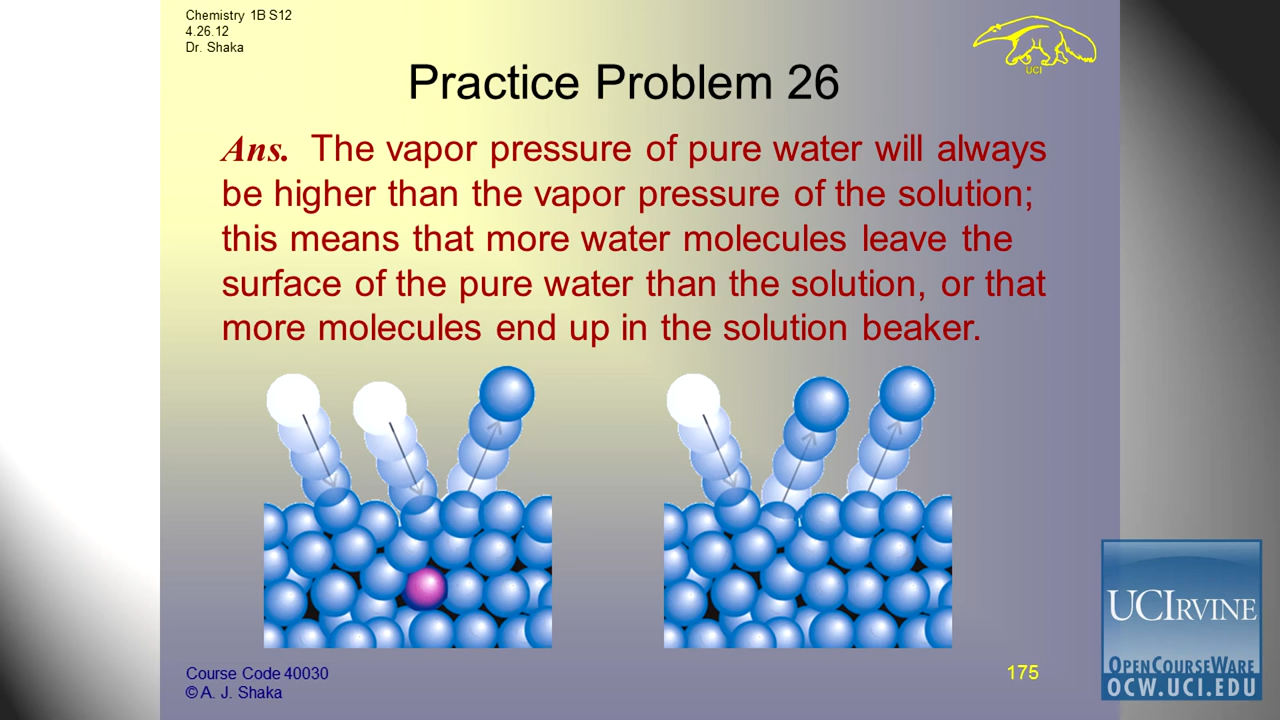 Chemistry 1B S12
4.26.12
Dr. Shaka
UCI
Practice Problem 26
Ans. The vapor pressure of pure water will always
be higher than the vapor pressure of the solution;
this means that more water molecules leave the
surface of the pure water than the solution, or that
more molecules end up in the solution beaker.
UCIRVINE
OPENCOURSEWARE
OCW.UCI.EDU
Course Code 40030
© A. J. Shaka
175